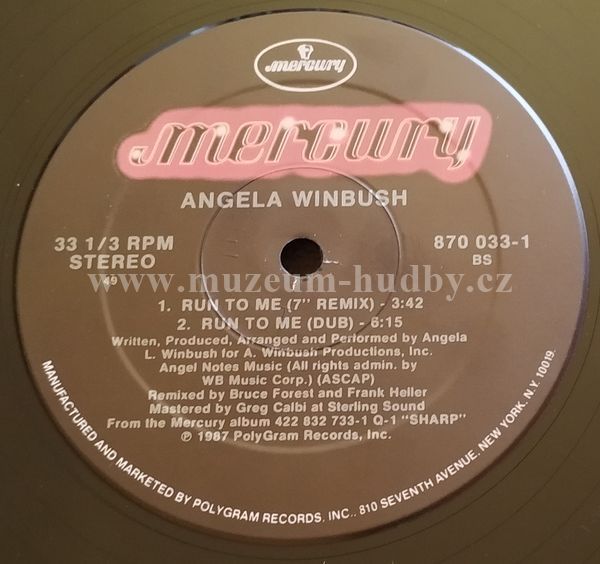 mercury
mercury
ANGELA WINBUSH
33 1/3 RPM
STEREO
49
870 033-1
BS
www.muzeum-hudby.cz
1. RUN TO ME (7" REMIX) - 3:42
2. RUN TO ME (DUB) - 6:15
Written, Produced, Arranged and Performed by Angela
L. Winbush for A. Winbush Productions, Inc.
Angel Notes Music (All rights admin. by
WB Music Corp.) (ASCAP)
Remixed by Bruce Forest and Frank Heller
Mastered by Greg Calbi at Sterling Sound
From the Mercury album 422 832 733-1 Q-1 "SHARP"
℗ 1987 PolyGram Records, Inc.
MANUFACTURED AND MARKETED BY POLYGRAM RECORDS, INC., 810 SEVENTH AVENUE, NEW YORK, N.Y. 10019.